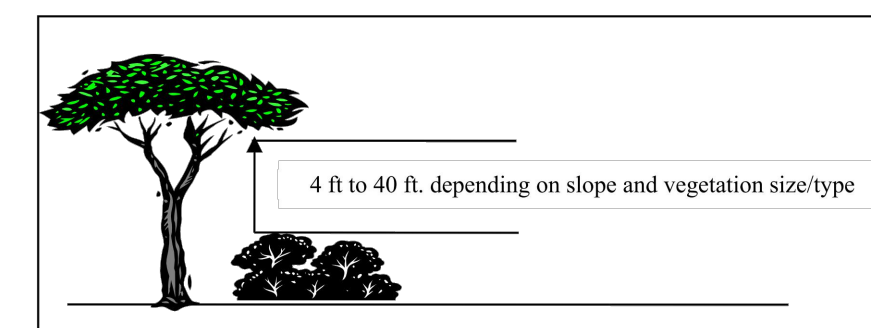 4 ft to 40 ft. depending on slope and vegetation size/type